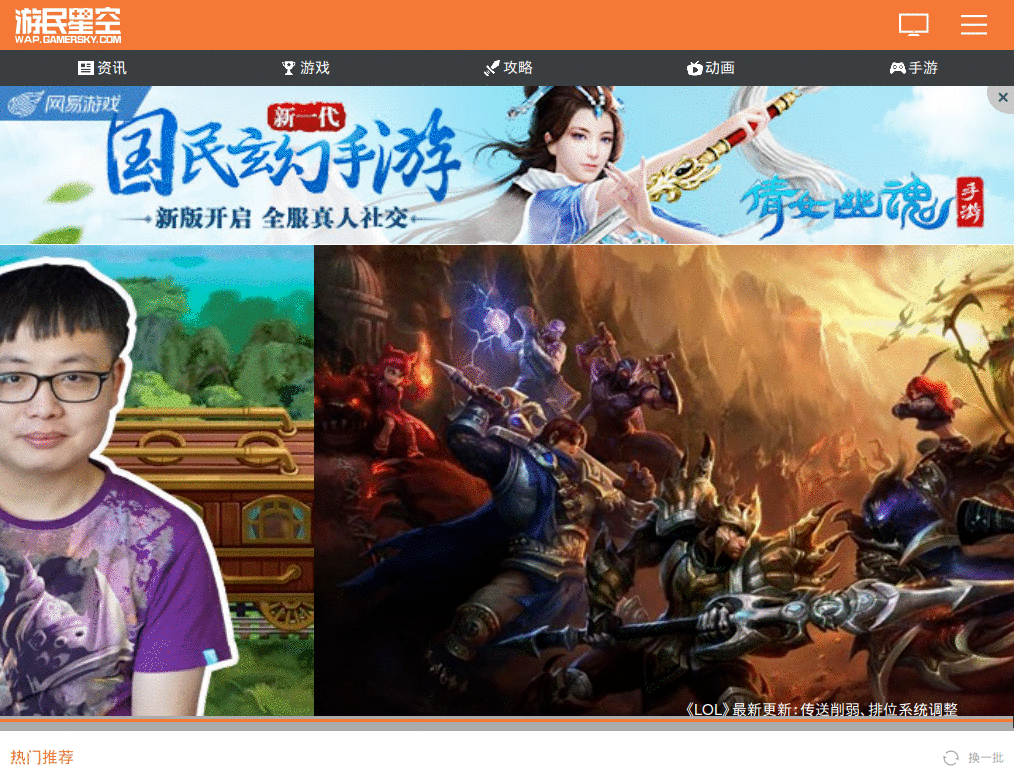 游民星空
WAP.GAMERSKY.COM
资讯
游戏
攻略
动画
手游
网易游戏
新一代
国民玄幻手游
新版开启 全服真人社交
倩女幽魂
手游
《LOL》最新更新：传送削弱、排位系统调整
热门推荐
换一批